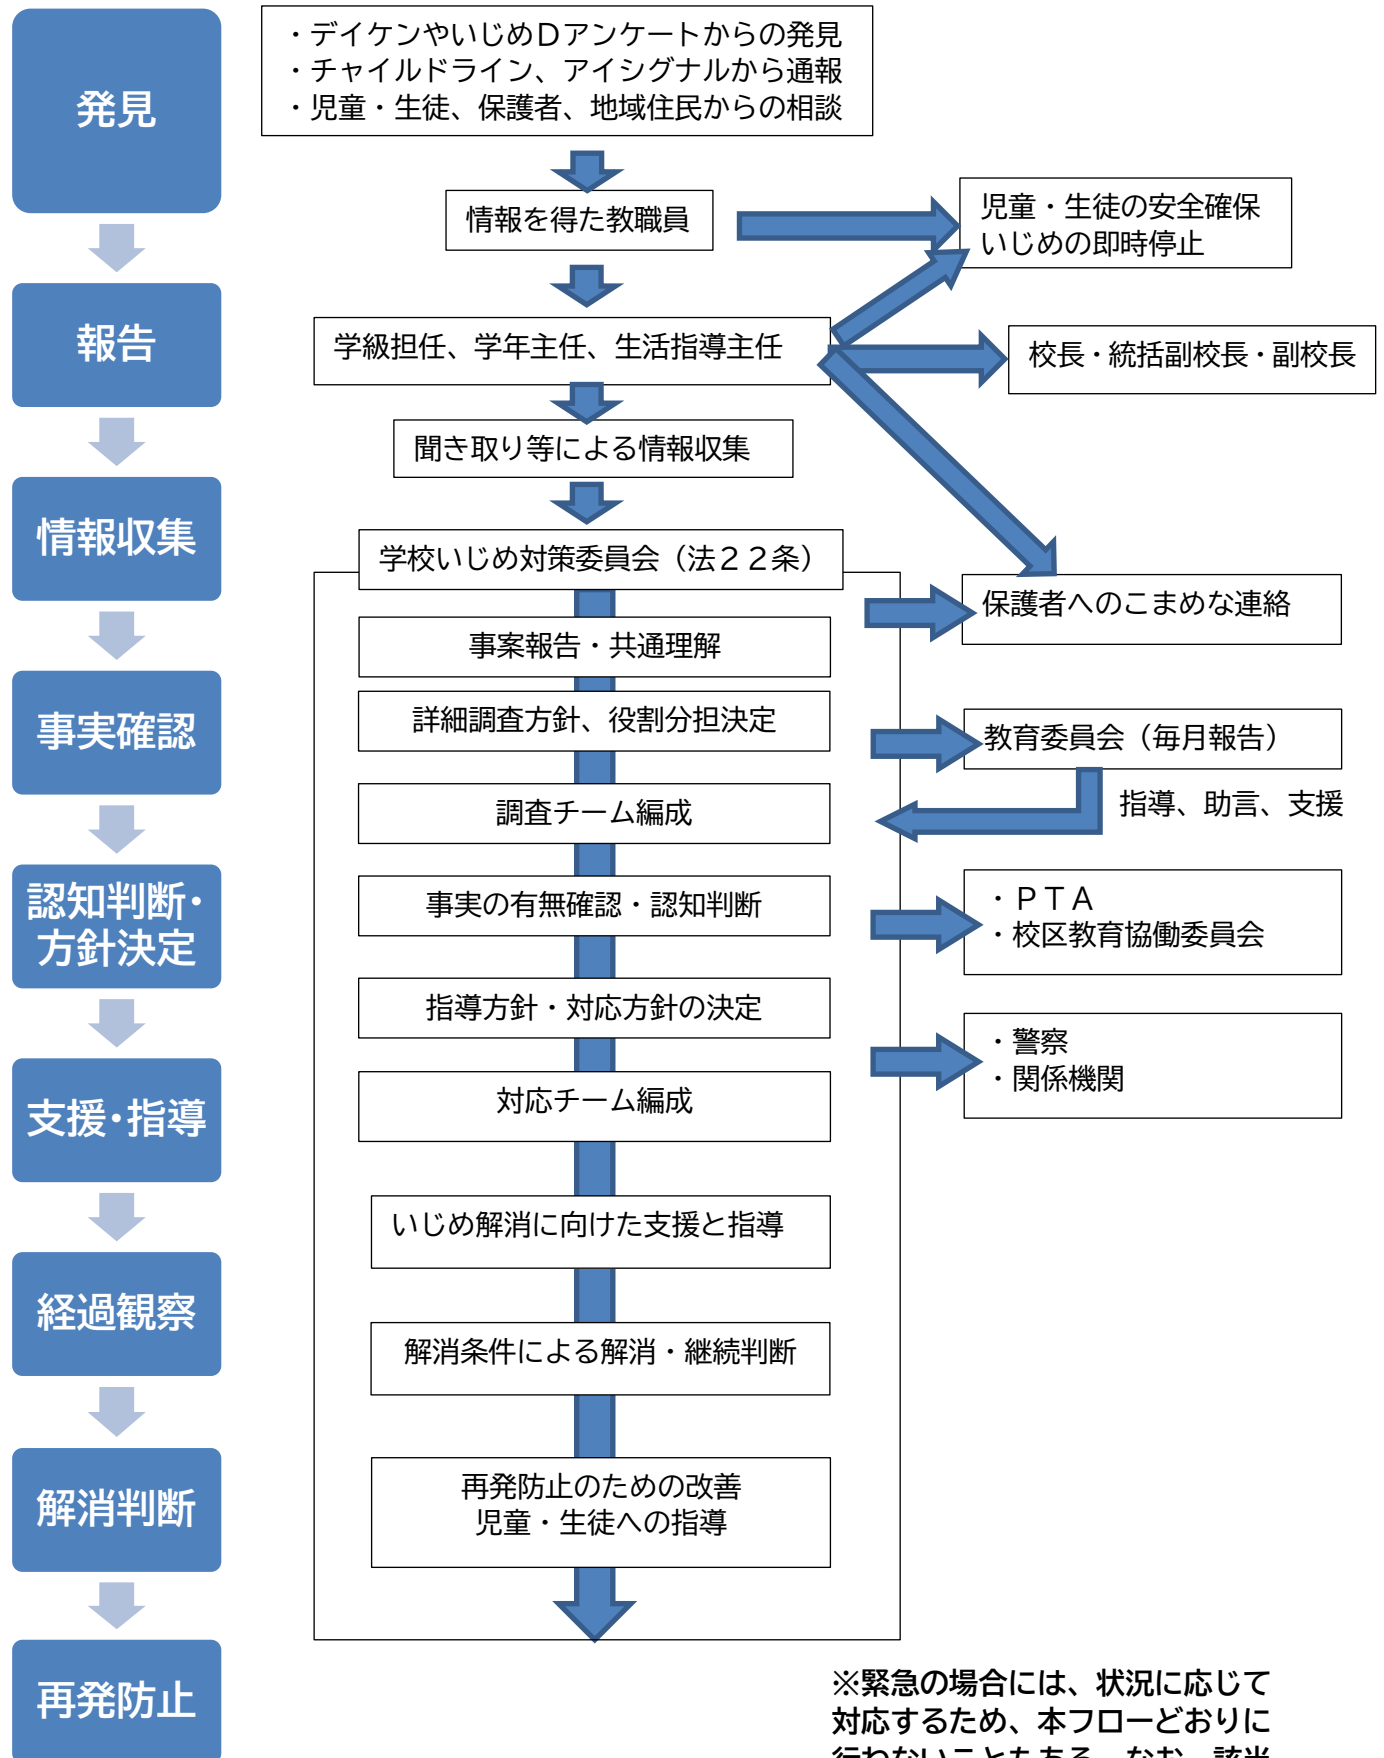 発見
・デイケンやいじめDアンケートからの発見
・チャイルドライン、アイシグナルから通報
・児童・生徒、保護者、地域住民からの相談
情報を得た教職員
児童・生徒の安全確保
いじめの即時停止
報告
学級担任、学年主任、生活指導主任
校長・統括副校長・副校長
聞き取り等による情報収集
情報収集
学校いじめ対策委員会（法２２条）
保護者へのこまめな連絡
事案報告・共通理解
事実確認
詳細調査方針、役割分担決定
教育委員会（毎月報告）
指導、助言、支援
調査チーム編成
認知判断・
方針決定
事実の有無確認・認知判断
・ＰＴＡ
・校区教育協働委員会
指導方針・対応方針の決定
・警察
・関係機関
支援・指導
対応チーム編成
いじめ解消に向けた支援と指導
経過観察
解消条件による解消・継続判断
解消判断
再発防止のための改善
児童・生徒への指導
再発防止
※緊急の場合には、状況に応じて
対応するため、本フローどおりに
行わないこともある。なお、該当